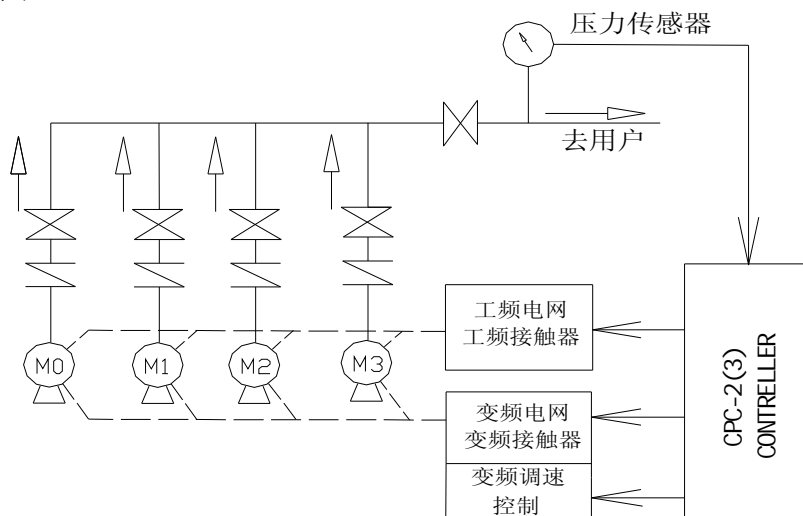 压力传感器
去用户
工频电网
工频接触器
M0
M1
M2
M3
变频电网
变频接触器
变频调速
控制
CPC-2(3)
CONTRELLER